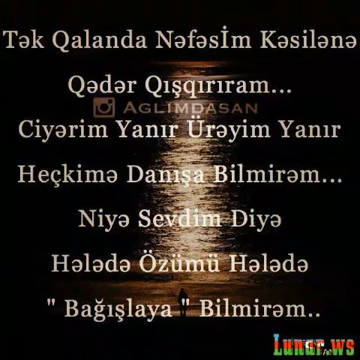 Tək Qalanda Nəfəsİm Kəsilənə
Qədər Qışqırıram...
AGLIMDASAN
Ciyərim Yanır Ürəyim Yanır
Heçkimə Danışa Bilmirəm...
Niyə Sevdim Diyə
Hələdə Özümü Hələdə
" Bağışlaya " Bilmirəm..
Lunar.ws